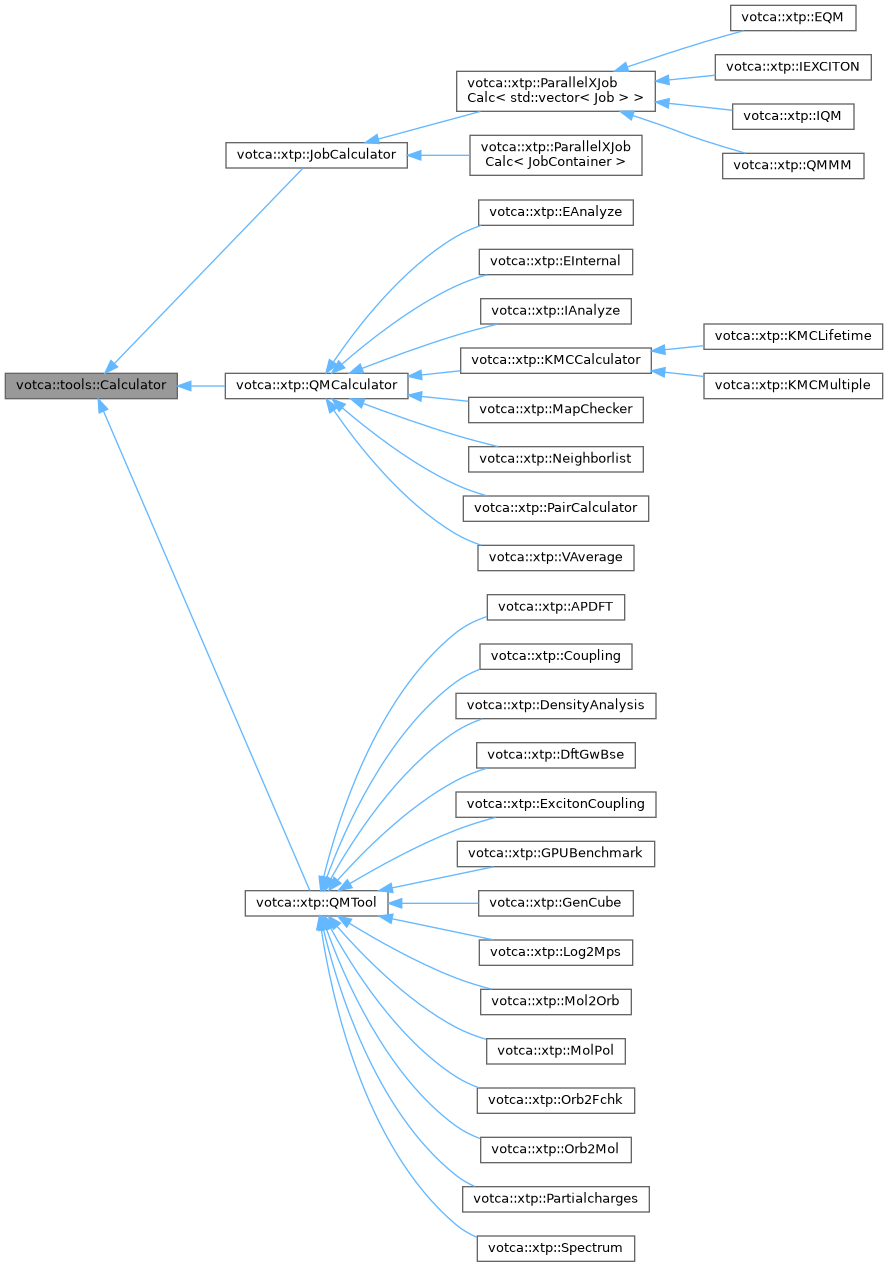 votca::xtp::EQM
votca::xtp::IEXCITON
votca::xtp::ParallelXJob
Calc< std::vector< Job > >
votca::xtp::IQM
votca::xtp::JobCalculator
votca::xtp::ParallelXJob
Calc< JobContainer >
votca::xtp::QMMM
votca::xtp::EAnalyze
votca::xtp::EInternal
votca::xtp::IAnalyze
votca::xtp::KMCLifetime
votca::xtp::KMCCalculator
votca::tools::Calculator
votca::xtp::QMCalculator
votca::xtp::KMCMultiple
votca::xtp::MapChecker
votca::xtp::Neighborlist
votca::xtp::PairCalculator
votca::xtp::VAverage
votca::xtp::APDFT
votca::xtp::Coupling
votca::xtp::DensityAnalysis
votca::xtp::DftGwBse
votca::xtp::ExcitonCoupling
votca::xtp::GPUBenchmark
votca::xtp::QMTool
votca::xtp::GenCube
votca::xtp::Log2Mps
votca::xtp::Mol2Orb
votca::xtp::MolPol
votca::xtp::Orb2Fchk
votca::xtp::Orb2Mol
votca::xtp::Partialcharges
votca::xtp::Spectrum